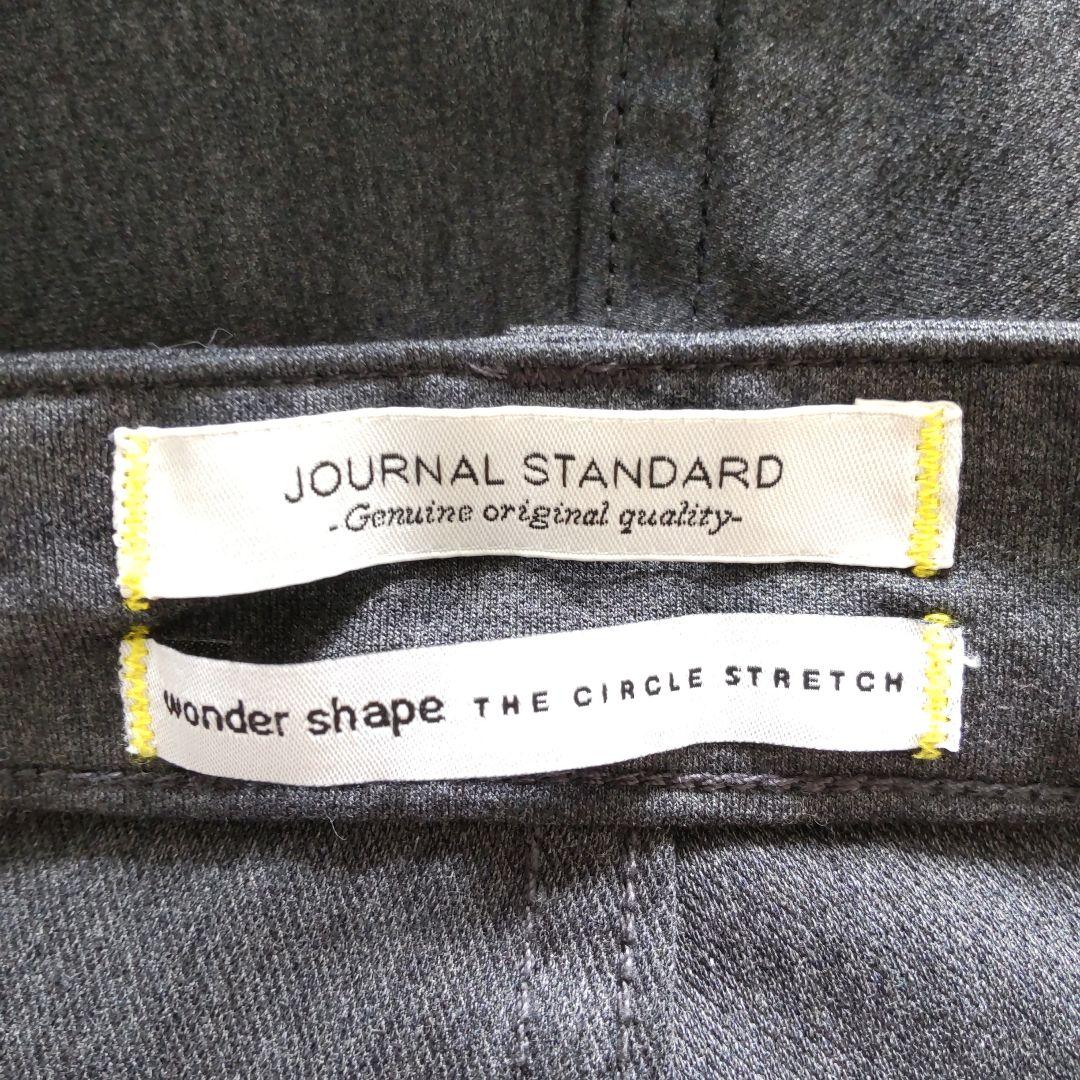 JOURNAL STANDARD
-Genuine original quality-
wonder shape THE CIRCLE STRETCH